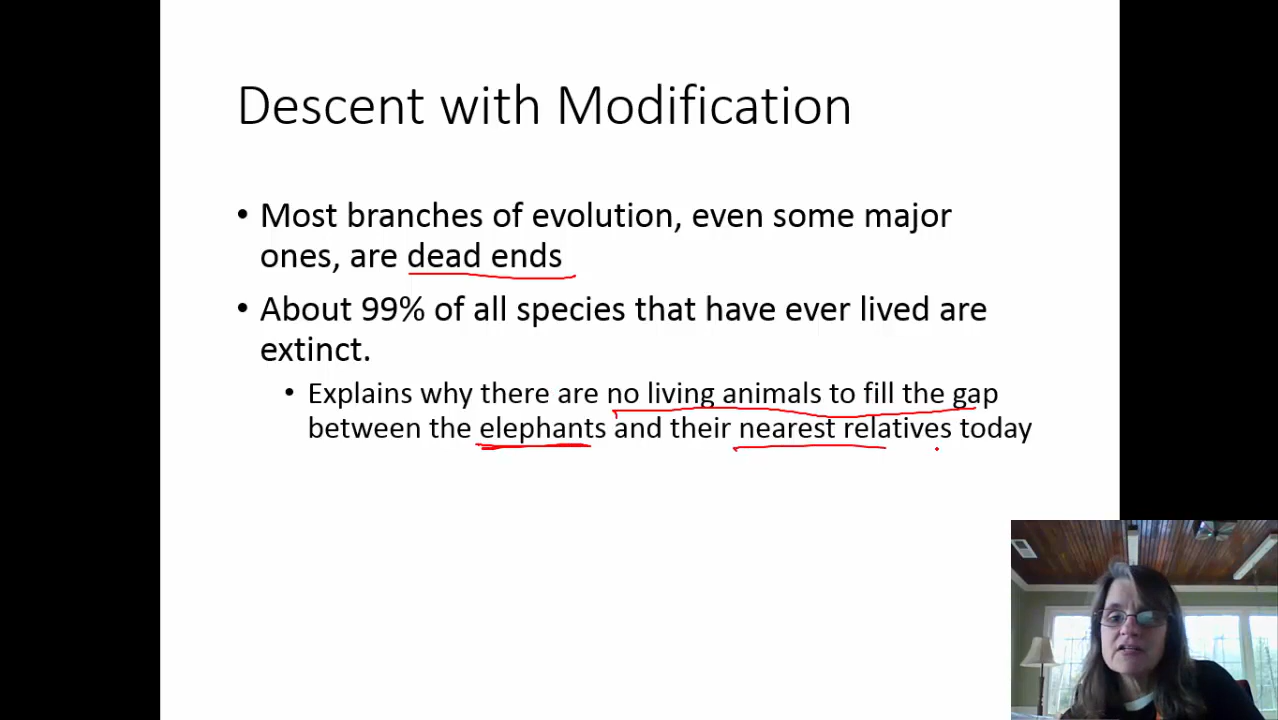 Descent with Modification
• Most branches of evolution, even some major
ones, are dead ends
• About 99% of all species that have ever lived are
extinct.
• Explains why there are no living animals to fill the gap
between the elephants and their nearest relatives today